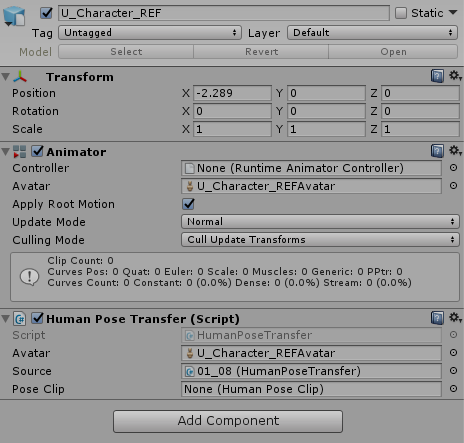 U_Character_REF Static
Tag Untagged Layer Default
Model Select Revert Open
Transform
Position X -2.289 Y 0 Z 0
Rotation X 0 Y 0 Z 0
Scale X 1 Y 1 Z 1
Animator
Controller None (Runtime Animator Controller)
Avatar U_Character_REFAvatar
Apply Root Motion
Update Mode Normal
Culling Mode Cull Update Transforms
Clip Count: 0
Curves Pos: 0 Quat: 0 Euler: 0 Scale: 0 Muscles: 0 Generic: 0 PPtr: 0
Curves Count: 0 Constant: 0 (0.0%) Dense: 0 (0.0%) Stream: 0 (0.0%)
Human Pose Transfer (Script)
Script HumanPoseTransfer
Avatar U_Character_REFAvatar
Source 01_08 (HumanPoseTransfer)
Pose Clip None (Human Pose Clip)
Add Component